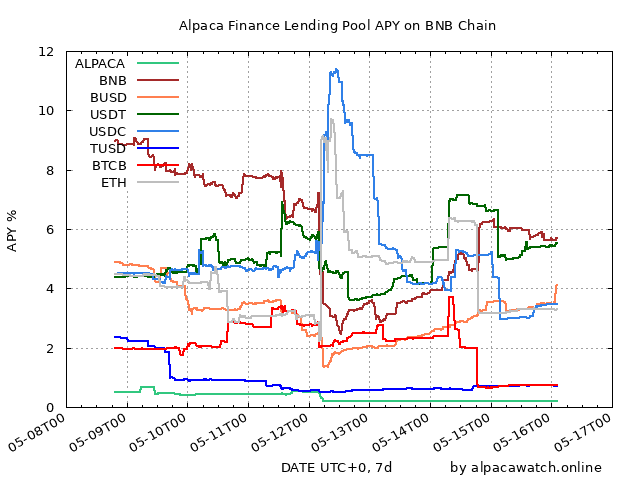 Alpaca Finance Lending Pool APY on BNB Chain
APY %
12
10
8
6
4
2
0
ALPACA
BNB
BUSD
USDT
USDC
TUSD
BTCB
ETH
05-08T00
05-09T00
05-10T00
05-11T00
05-12T00
05-13T00
05-14T00
05-15T00
05-16T00
05-17T00
DATE UTC+0, 7d
by alpacawatch.online